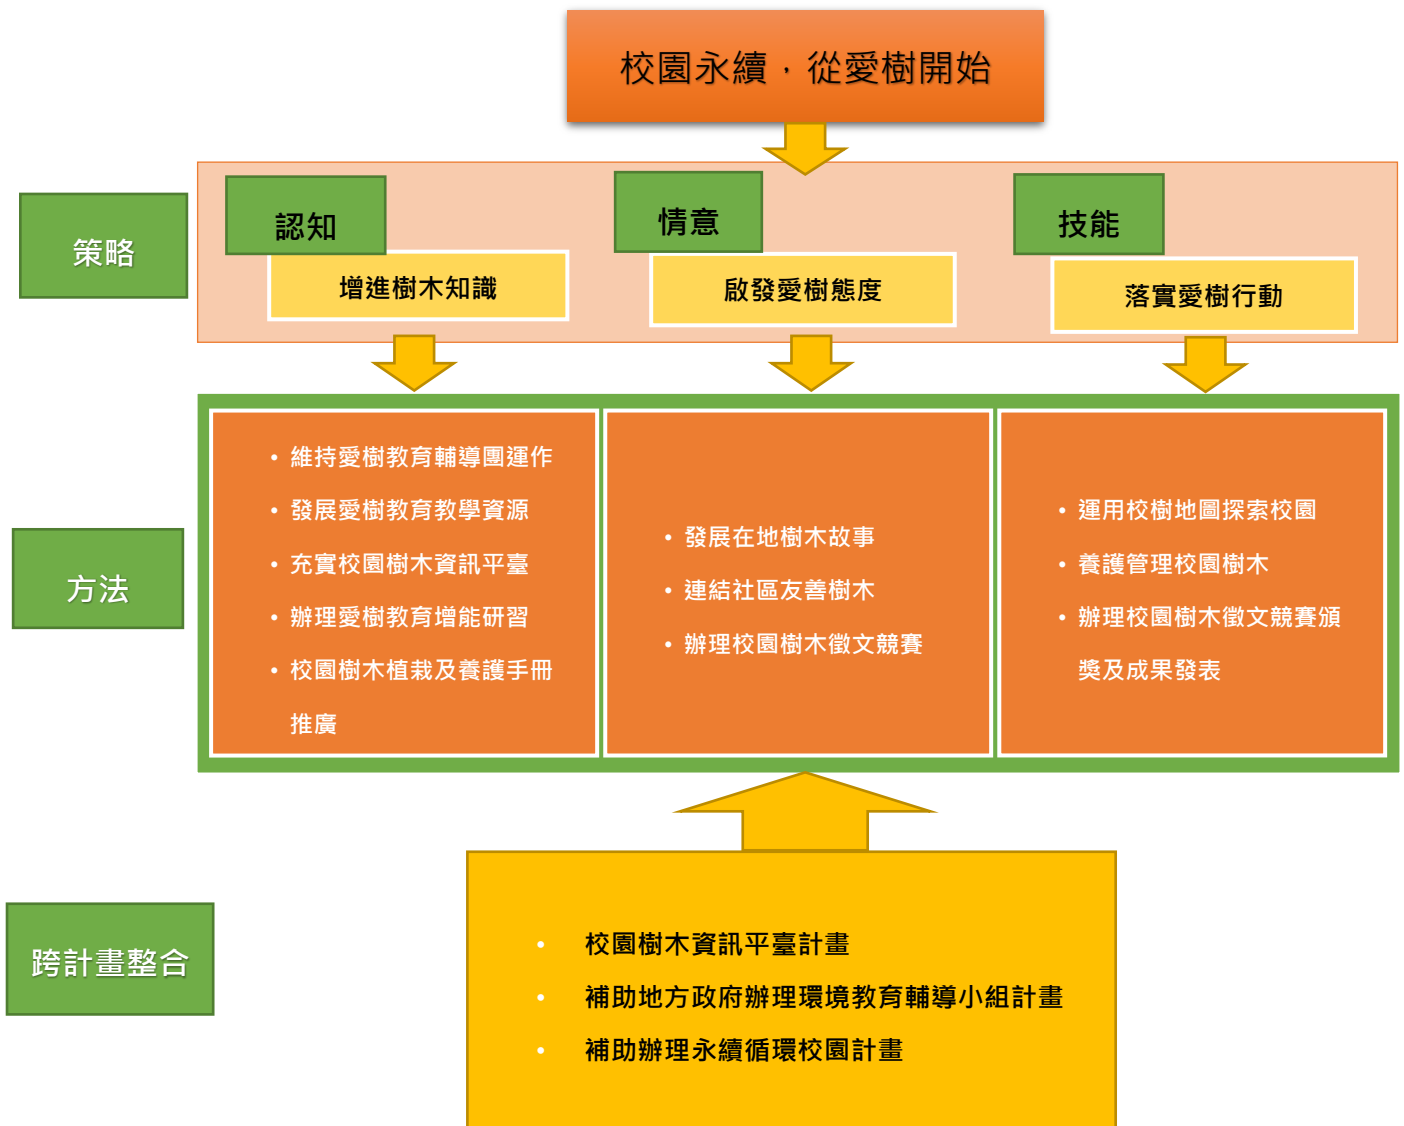 校園永續，從愛樹開始
策略
認知
增進樹木知識
情意
啟發愛樹態度
技能
落實愛樹行動
方法
• 維持愛樹教育輔導團運作
• 發展愛樹教育教學資源
• 充實校園樹木資訊平臺
• 辦理愛樹教育增能研習
• 校園樹木植栽及養護手冊
推廣
• 發展在地樹木故事
• 連結社區友善樹木
• 辦理校園樹木徵文競賽
• 運用校樹地圖探索校園
• 養護管理校園樹木
• 辦理校園樹木徵文競賽頒
獎及成果發表
跨計畫整合
• 校園樹木資訊平臺計畫
• 補助地方政府辦理環境教育輔導小組計畫
• 補助辦理永續循環校園計畫